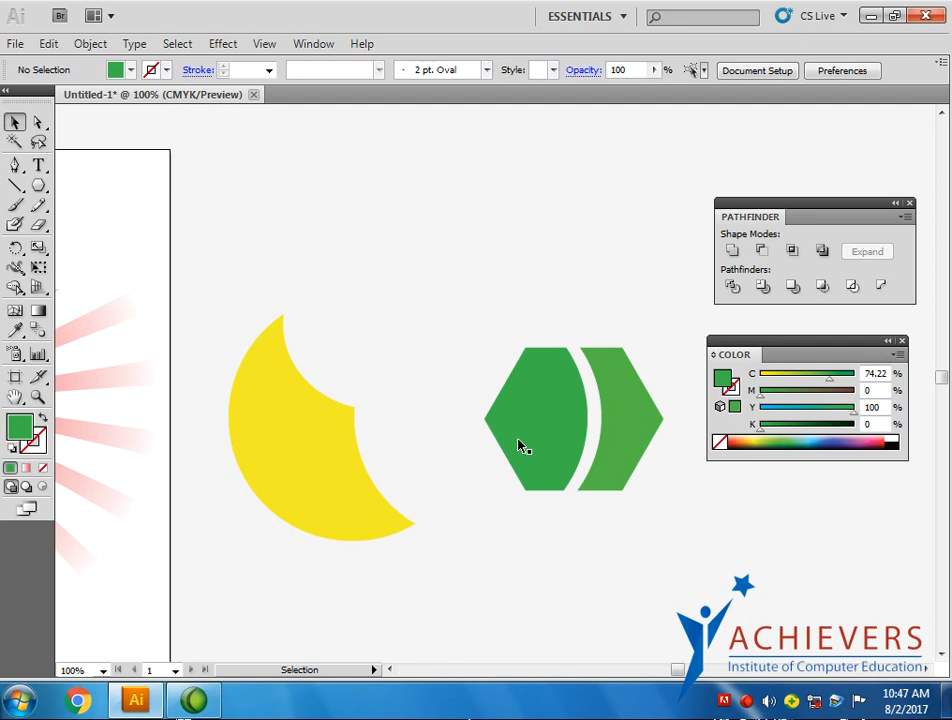 Ai
Br
ESSENTIALS
CS Live
File Edit Object Type Select Effect View Window Help
No Selection
Stroke:
2 pt. Oval
Style:
Opacity: 100 %
Document Setup
Preferences
Untitled-1* @ 100% (CMYK/Preview)
T
PATHFINDER
Shape Modes:
Expand
Pathfinders:
COLOR
C 74.22 %
M 0 %
Y 100 %
K 0 %
ACHIEVERS
Institute of Computer Education
100%
1
Selection
Ai
10:47 AM
8/2/2017